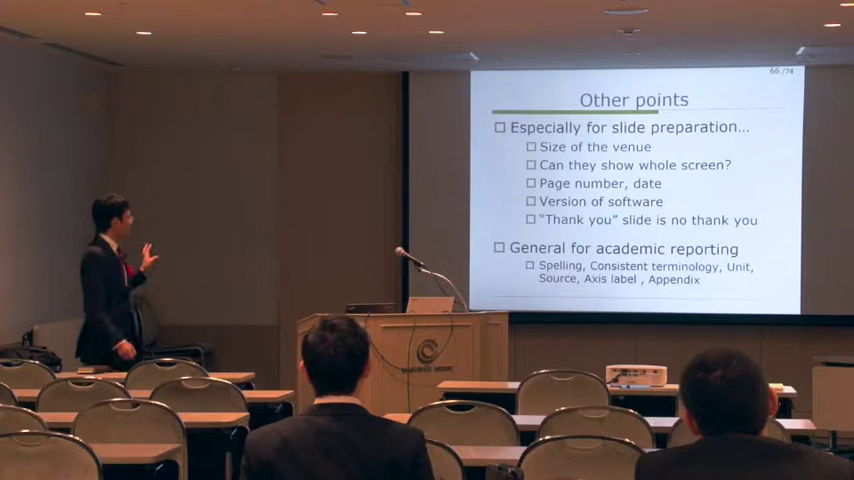 66 /74
Other points
Especially for slide preparation...
Size of the venue
Can they show whole screen?
Page number, date
Version of software
“Thank you” slide is no thank you
General for academic reporting
Spelling, Consistent terminology, Unit,
Source, Axis label , Appendix